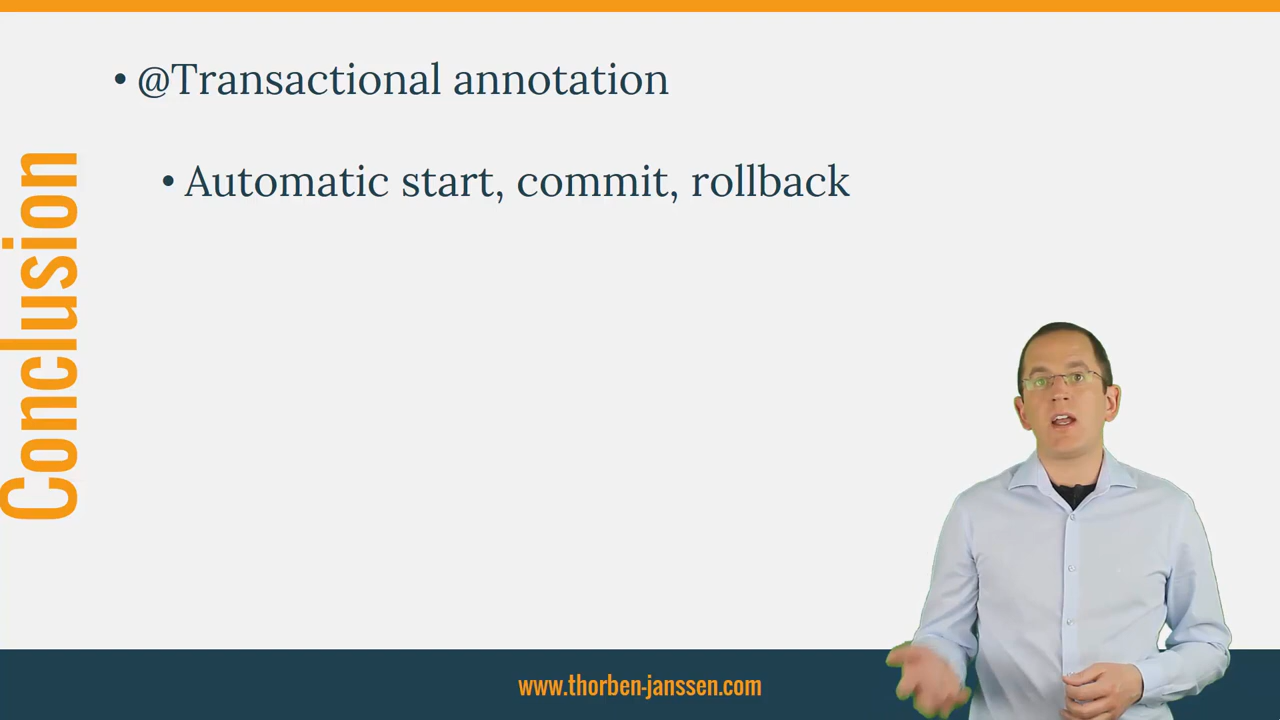 Conclusion
• @Transactional annotation
• Automatic start, commit, rollback
www.thorben-janssen.com